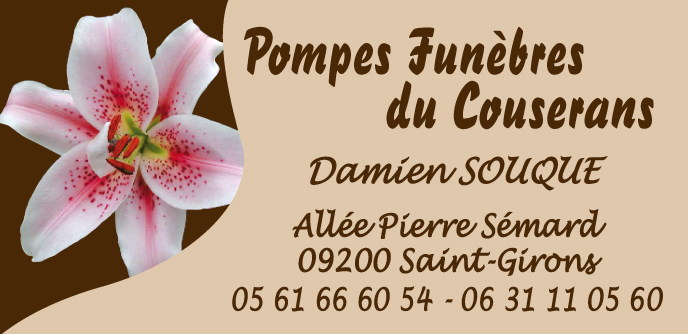 Pompes Funèbres
du Couserans
Damien SOUQUE
Allée Pierre Sémard
09200 Saint-Girons
05 61 66 60 54 - 06 31 11 05 60